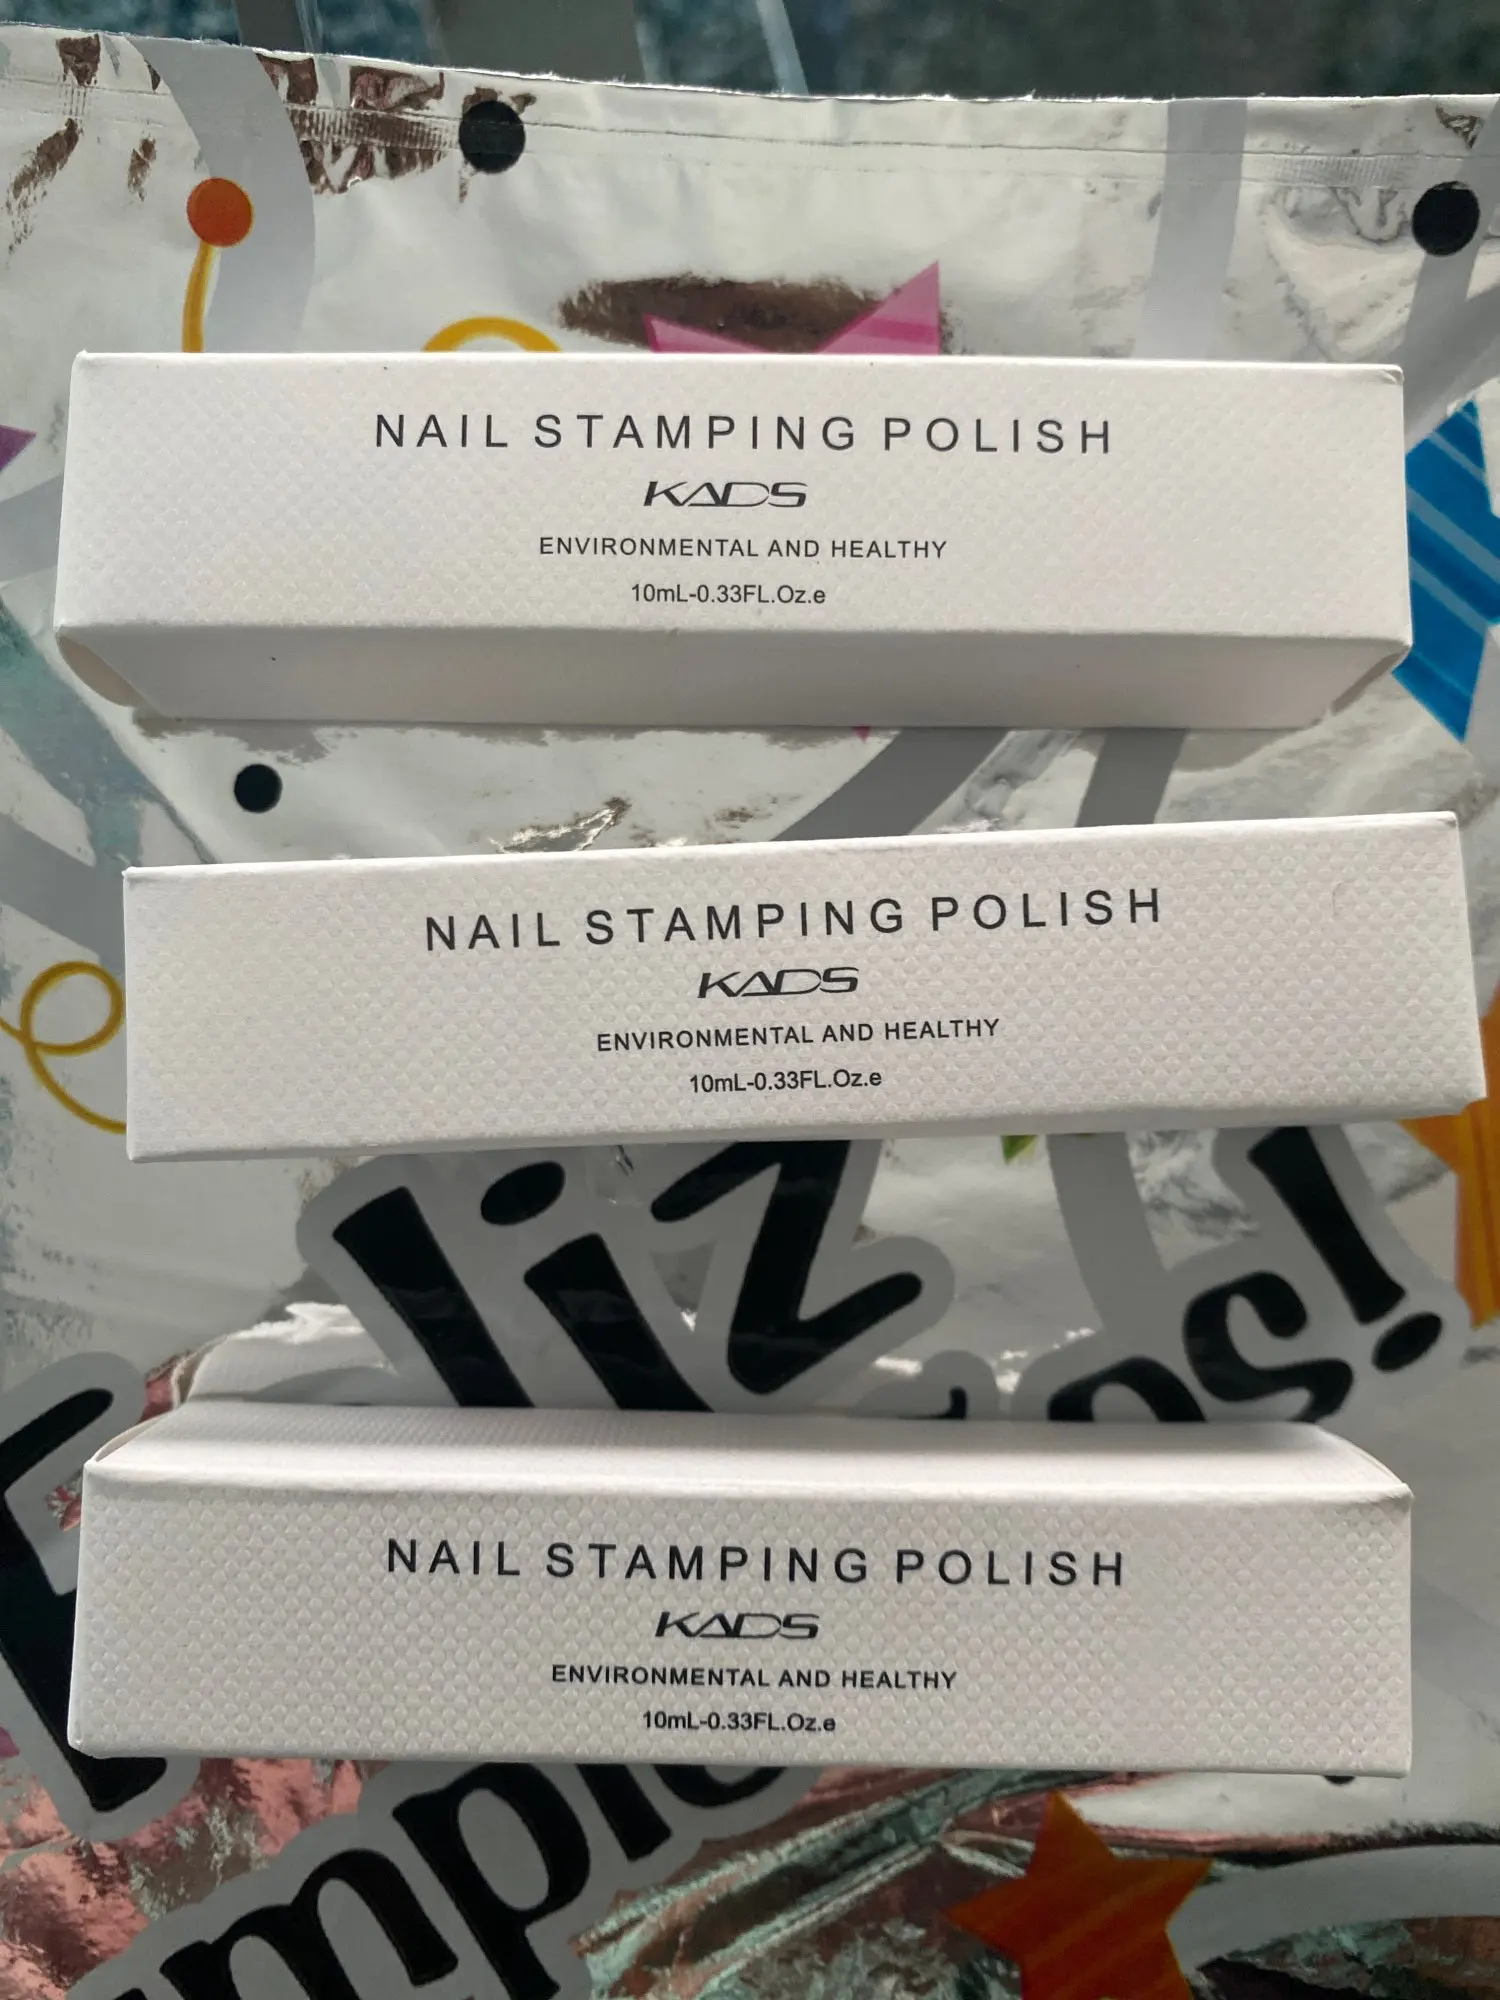 NAIL STAMPING POLISH
KADS
ENVIRONMENTAL AND HEALTHY
10mL-0.33FL.Oz.e
NAIL STAMPING POLISH
KADS
ENVIRONMENTAL AND HEALTHY
10mL-0.33FL.Oz.e
NAIL STAMPING POLISH
KADS
ENVIRONMENTAL AND HEALTHY
10mL-0.33FL.Oz.e